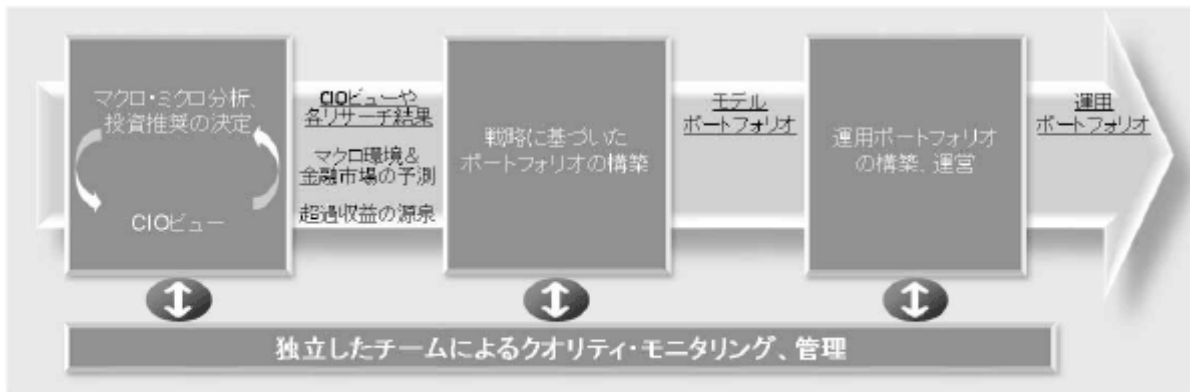 マクロ・ミクロ分析、
投資推奨の決定
CIOビュー
CIOビューや
各リサーチ結果
マクロ環境&
金融市場の予測
超過収益の源泉
戦略に基づいた
ポートフォリオの構築
モデル
ポートフォリオ
運用ポートフォリオ
の構築、運営
運用
ポートフォリオ
独立したチームによるクオリティ・モニタリング、管理